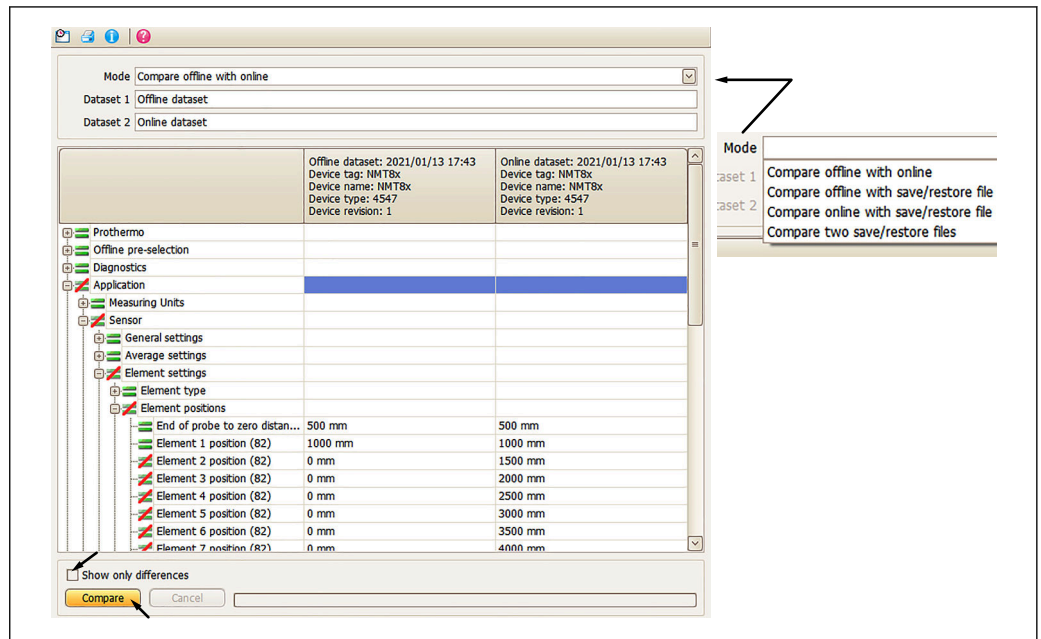 Mode Compare offline with online
Dataset 1 Offline dataset
Dataset 2 Online dataset
Offline dataset: 2021/01/13 17:43
Device tag: NMT8x
Device name: NMT8x
Device type: 4547
Device revision: 1
Online dataset: 2021/01/13 17:43
Device tag: NMT8x
Device name: NMT8x
Device type: 4547
Device revision: 1
Prothermo
Offline pre-selection
Diagnostics
Application
Measuring Units
Sensor
General settings
Average settings
Element settings
Element type
Element positions
End of probe to zero distan... 500 mm 500 mm
Element 1 position (82) 1000 mm 1000 mm
Element 2 position (82) 0 mm 1500 mm
Element 3 position (82) 0 mm 2000 mm
Element 4 position (82) 0 mm 2500 mm
Element 5 position (82) 0 mm 3000 mm
Element 6 position (82) 0 mm 3500 mm
Element 7 position (82) 0 mm 4000 mm
Show only differences
Compare Cancel
Mode
taset 1 Compare offline with online
Compare offline with save/restore file
taset 2 Compare online with save/restore file
Compare two save/restore files